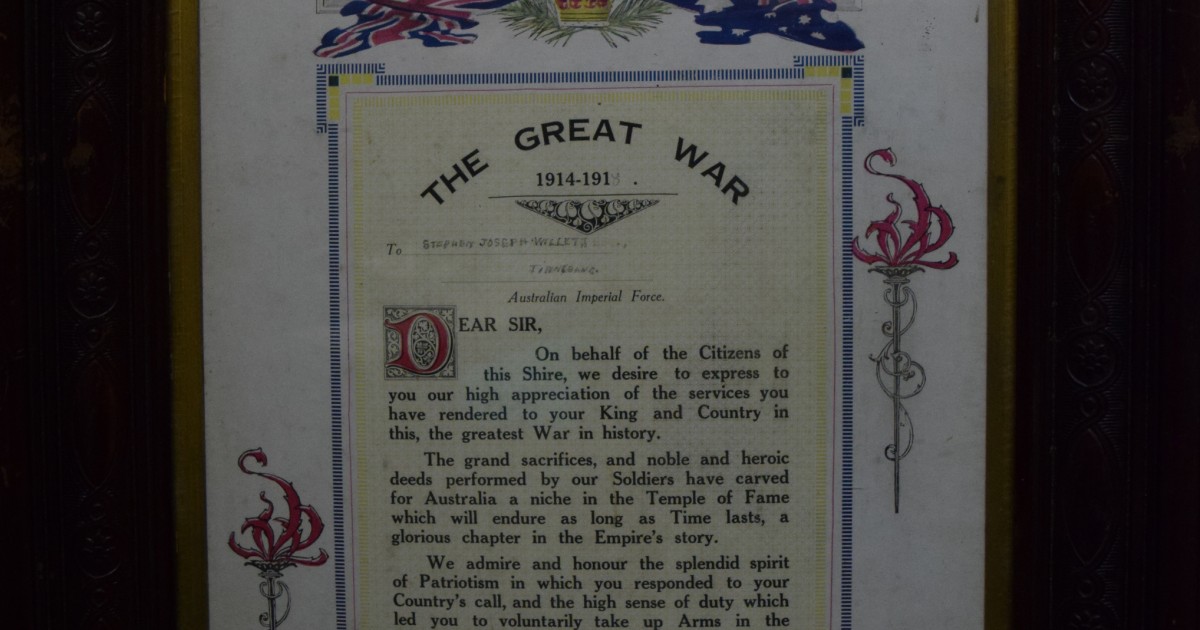 THE GREAT WAR
1914-1918.
To STEPHEN JOSEPH WILLETT
Australian Imperial Force.
DEAR SIR,
On behalf of the Citizens of
this Shire, we desire to express to
you our high appreciation of the services you
have rendered to your King and Country in
this, the greatest War in history.
The grand sacrifices, and noble and heroic
deeds performed by our Soldiers have carved
for Australia a niche in the Temple of Fame
which will endure as long as Time lasts, a
glorious chapter in the Empire's story.
We admire and honour the splendid spirit
of Patriotism in which you responded to your
Country's call, and the high sense of duty which
led you to voluntarily take up Arms in the